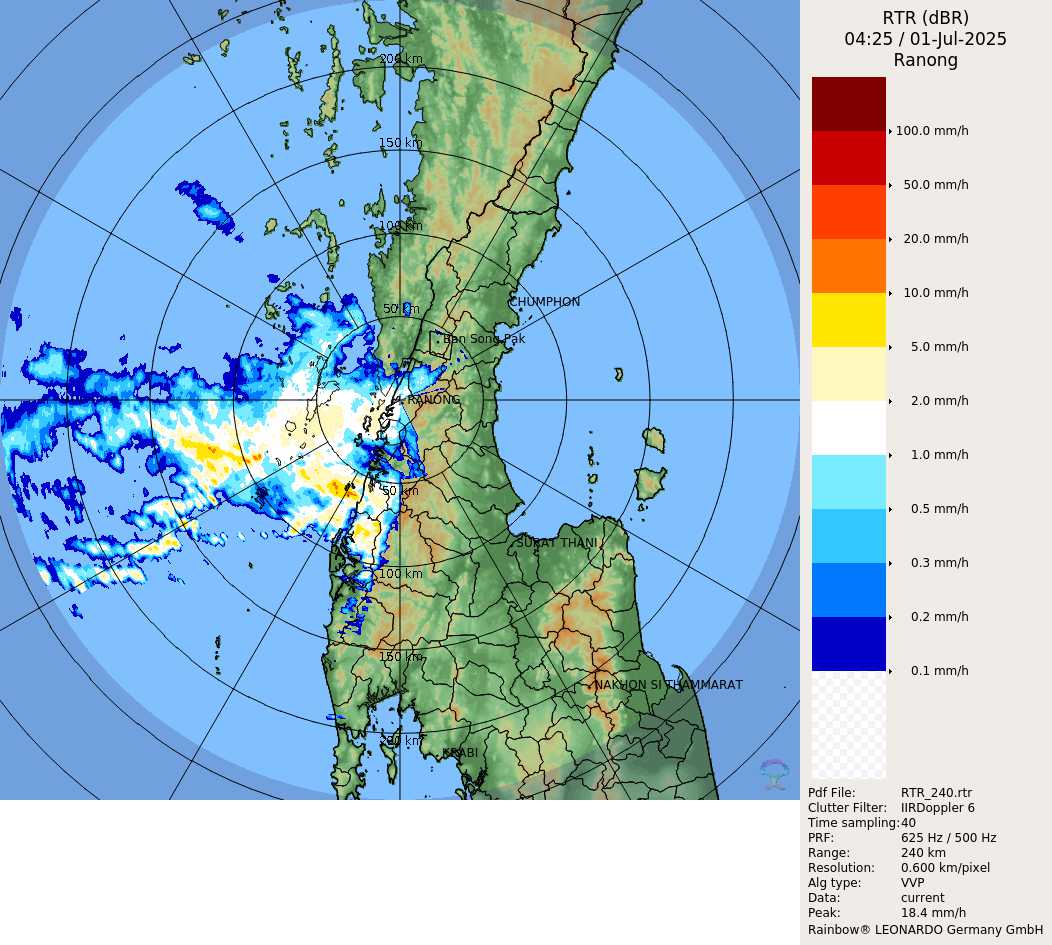 RTR (dBR)
04:25 / 01-Jul-2025
Ranong
200 km
150 km
100 km
50 km
CHUMPHON
Ban Song Pak
RANONG
50 km
SURAT THANI
100 km
150 km
NAKHON SI THAMMARAT
200 km
KRABI
100.0 mm/h
50.0 mm/h
20.0 mm/h
10.0 mm/h
5.0 mm/h
2.0 mm/h
1.0 mm/h
0.5 mm/h
0.3 mm/h
0.2 mm/h
0.1 mm/h
Pdf File: RTR_240.rtr
Clutter Filter: IIRDoppler 6
Time sampling: 40
PRF: 625 Hz / 500 Hz
Range: 240 km
Resolution: 0.600 km/pixel
Alg type: VVP
Data: current
Peak: 18.4 mm/h
Rainbow® LEONARDO Germany GmbH